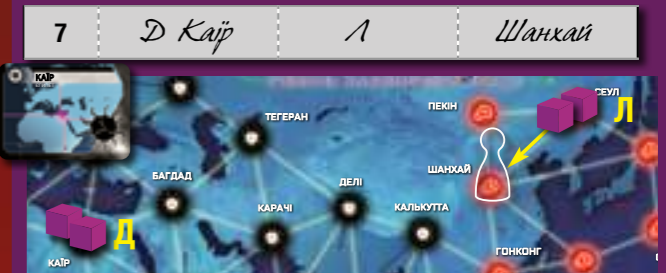 7 Д Каїр Л Шанхай
КАЇР
ТЕГЕРАН
ПЕКІН
СЕУЛ
Л
БАГДАД
ШАНХАЙ
ДЕЛІ
КАРАЧІ
КАЛЬКУТТА
Д
ГОНКОНГ
КАЇР